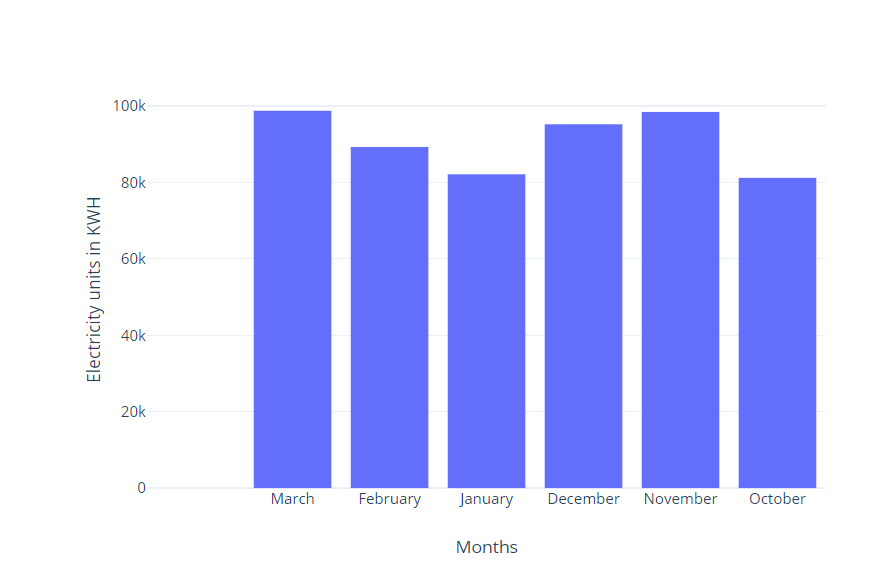 100k
80k
60k
40k
20k
0
Electricity units in KWH
March February January December November October
Months